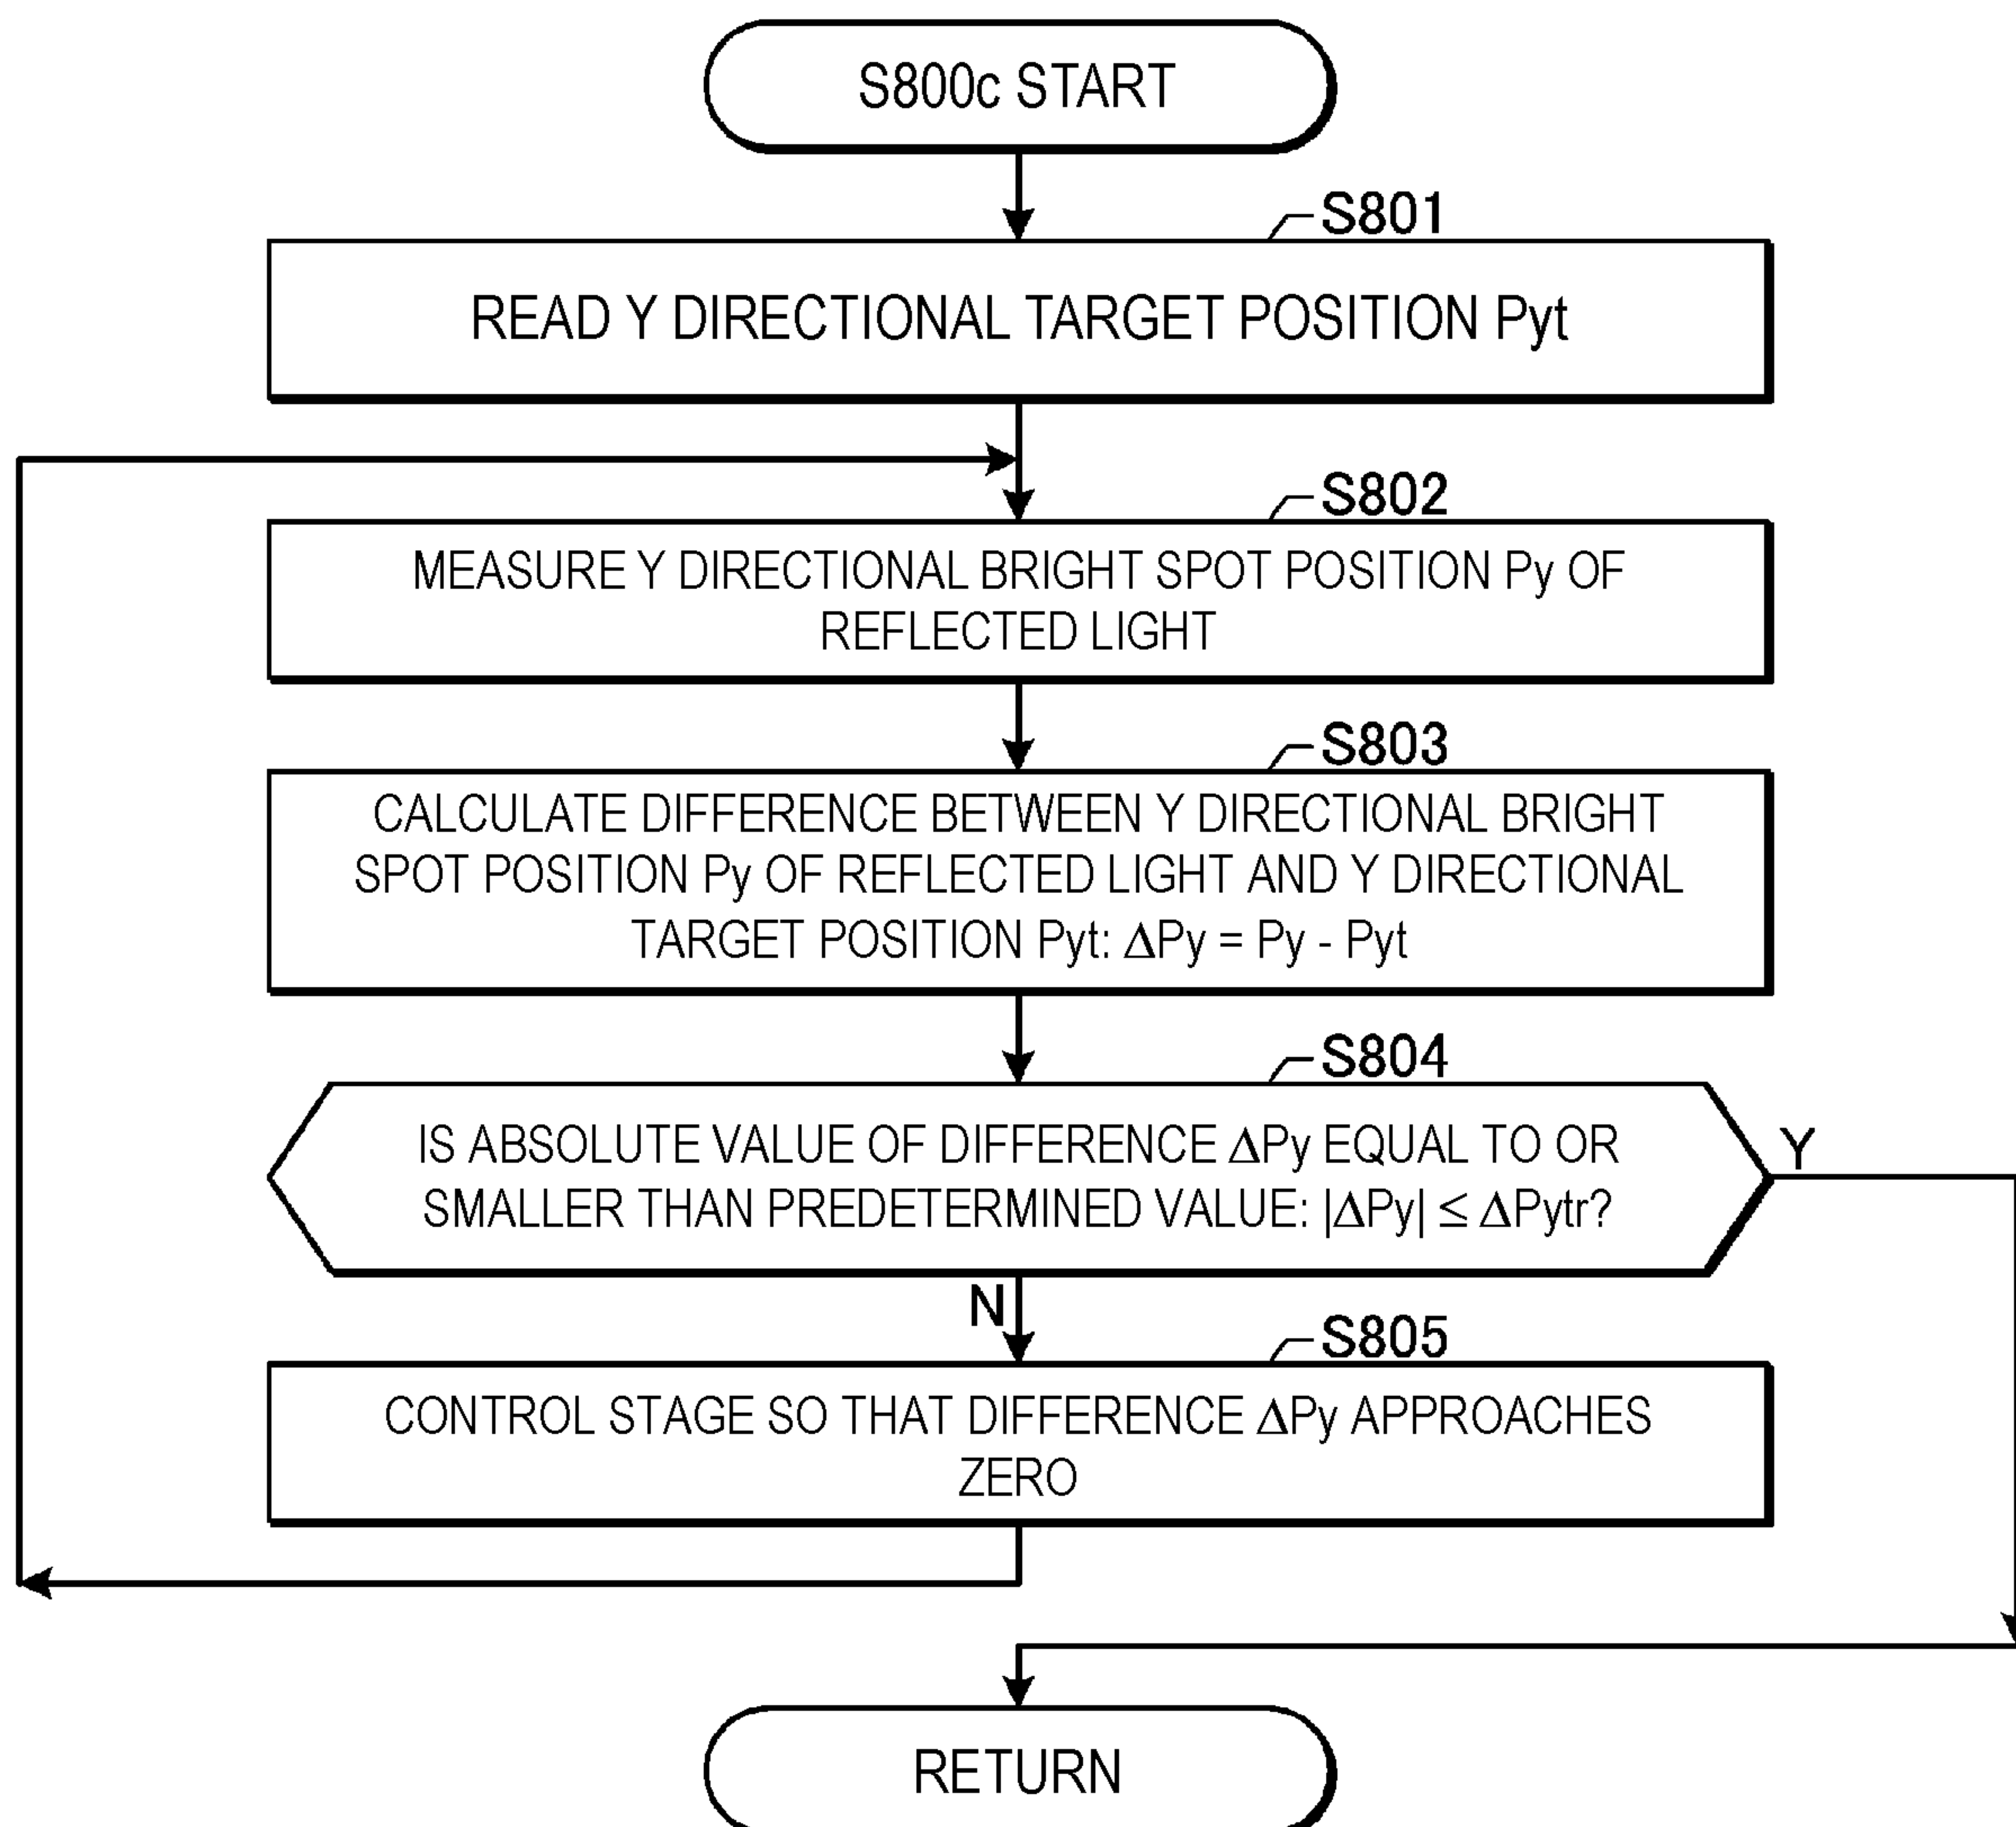 S800c START
S801
READ Y DIRECTIONAL TARGET POSITION Pyt
S802
MEASURE Y DIRECTIONAL BRIGHT SPOT POSITION Py OF
REFLECTED LIGHT
S803
CALCULATE DIFFERENCE BETWEEN Y DIRECTIONAL BRIGHT
SPOT POSITION Py OF REFLECTED LIGHT AND Y DIRECTIONAL
TARGET POSITION Pyt: ΔPy = Py - Pyt
S804
IS ABSOLUTE VALUE OF DIFFERENCE ΔPy EQUAL TO OR
SMALLER THAN PREDETERMINED VALUE: |ΔPy| ≤ ΔPytr?
Y
N
S805
CONTROL STAGE SO THAT DIFFERENCE ΔPy APPROACHES
ZERO
RETURN